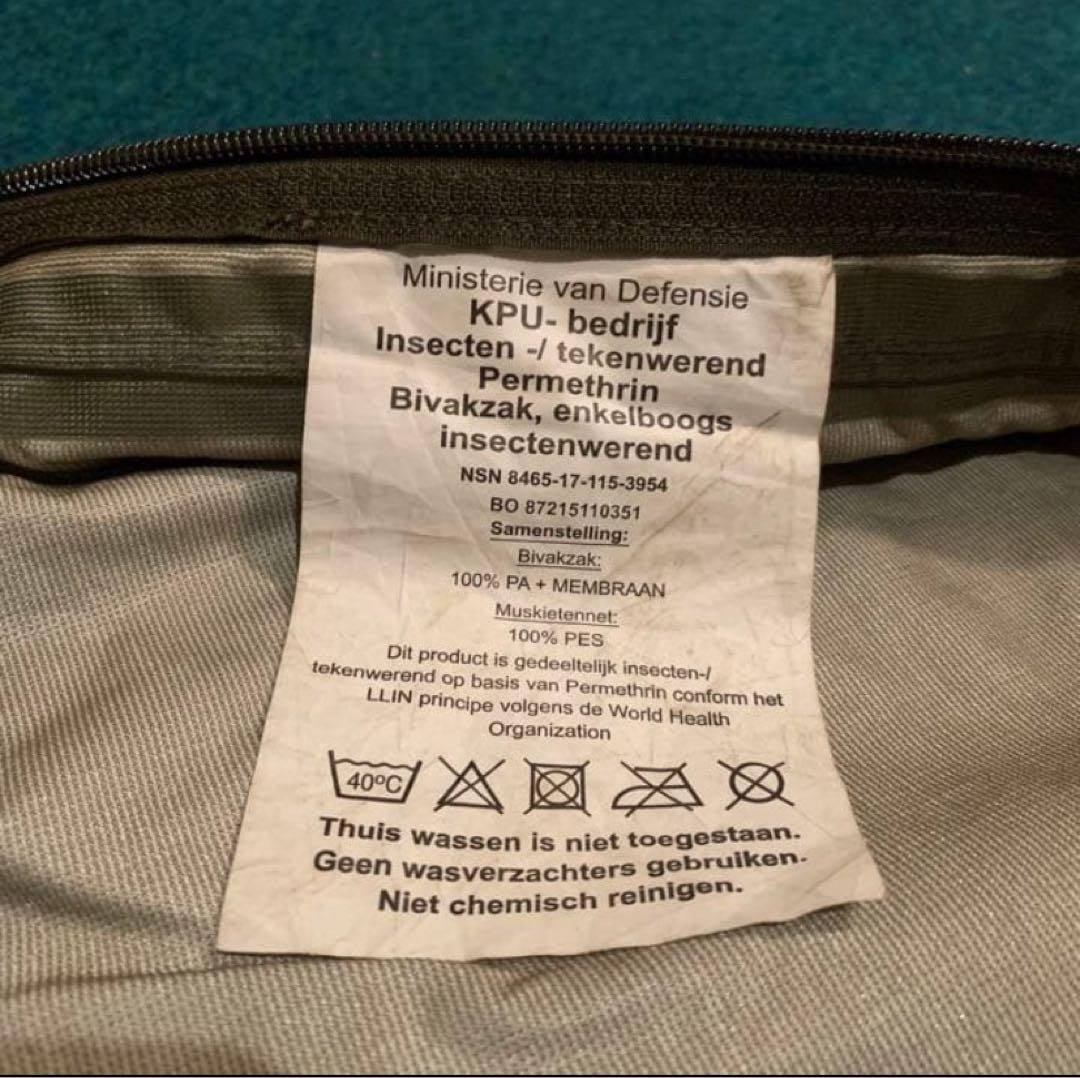 Ministerie van Defensie
KPU- bedrijf
Insecten -/ tekenwerend
Permethrin
Bivakzak, enkelboogs
insectenwerend
NSN 8465-17-115-3954
BO 87215110351
Samenstelling:
Bivakzak:
100% PA + MEMBRAAN
Muskietennet:
100% PES
Dit product is gedeeltelijk insecten-/
tekenwerend op basis van Permethrin conform het
LLIN principe volgens de World Health
Organization
40ºC
Thuis wassen is niet toegestaan.
Geen wasverzachters gebruiken.
Niet chemisch reinigen.